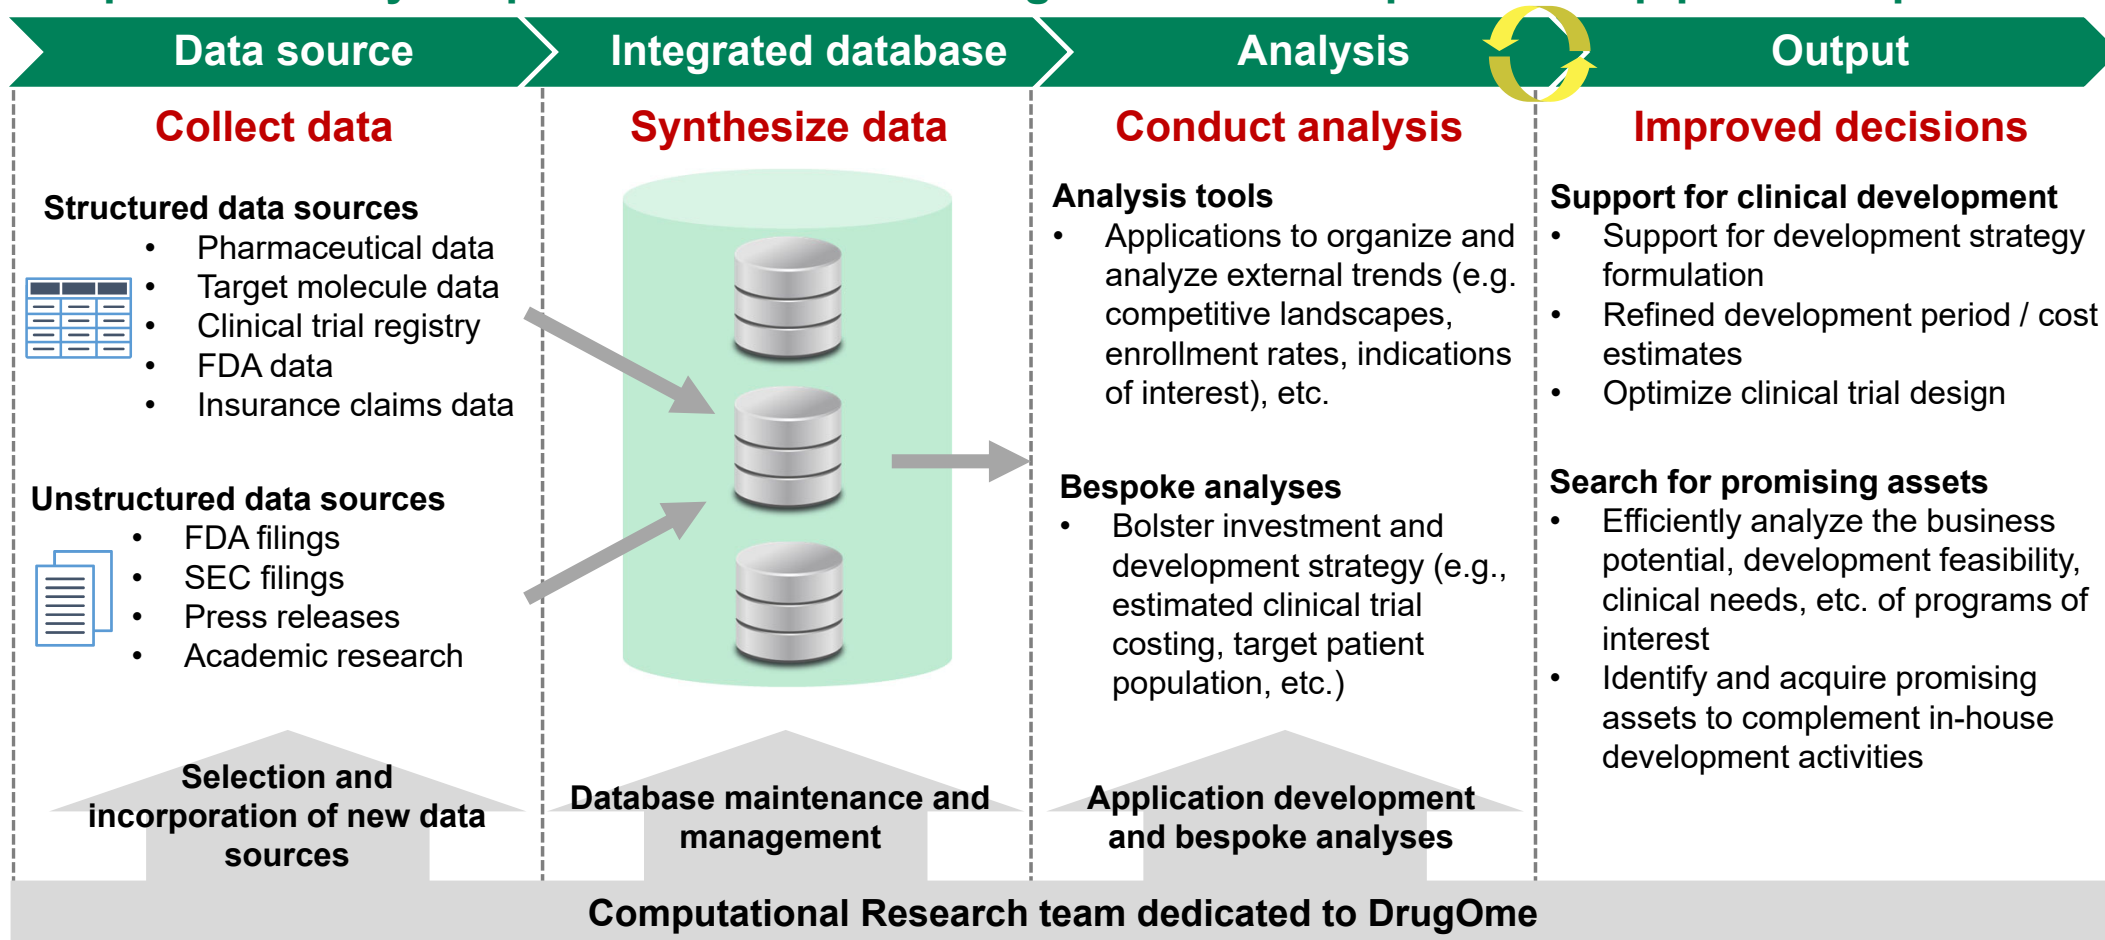 Data source
Integrated database
Analysis
Output
Collect data
Synthesize data
Conduct analysis
Improved decisions
Structured data sources
• Pharmaceutical data
• Target molecule data
• Clinical trial registry
• FDA data
• Insurance claims data
Unstructured data sources
• FDA filings
• SEC filings
• Press releases
• Academic research
Analysis tools
• Applications to organize and
analyze external trends (e.g.
competitive landscapes,
enrollment rates, indications
of interest), etc.
Bespoke analyses
• Bolster investment and
development strategy (e.g.,
estimated clinical trial
costing, target patient
population, etc.)
Support for clinical development
• Support for development strategy
formulation
• Refined development period / cost
estimates
• Optimize clinical trial design
Search for promising assets
• Efficiently analyze the business
potential, development feasibility,
clinical needs, etc. of programs of
interest
• Identify and acquire promising
assets to complement in-house
development activities
Selection and
incorporation of new data
sources
Database maintenance and
management
Application development
and bespoke analyses
Computational Research team dedicated to DrugOme